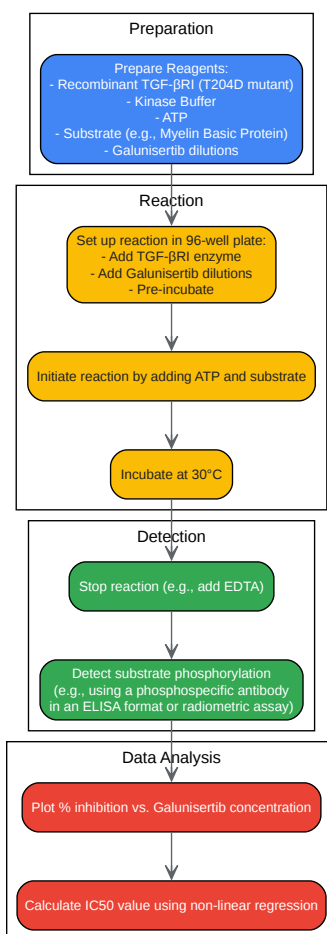 Preparation
Prepare Reagents:
- Recombinant TGF-βRI (T204D mutant)
- Kinase Buffer
- ATP
- Substrate (e.g., Myelin Basic Protein)
- Galunisertib dilutions
Reaction
Set up reaction in 96-well plate:
- Add TGF-βRI enzyme
- Add Galunisertib dilutions
- Pre-incubate
Initiate reaction by adding ATP and substrate
Incubate at 30°C
Detection
Stop reaction (e.g., add EDTA)
Detect substrate phosphorylation
(e.g., using a phosphospecific antibody
in an ELISA format or radiometric assay)
Data Analysis
Plot % inhibition vs. Galunisertib concentration
Calculate IC50 value using non-linear regression